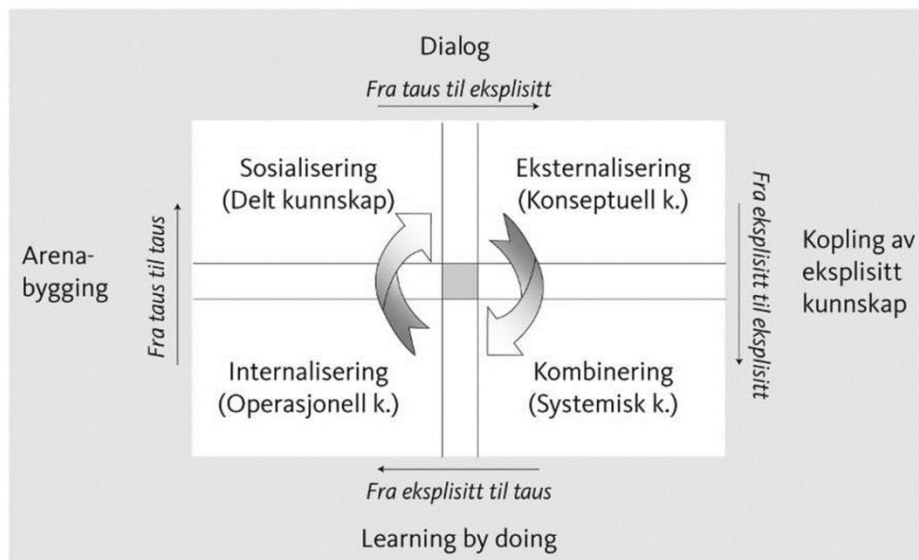 Dialog
Fra taus til eksplisitt
Sosialisering
(Delt kunnskap)
Eksternalisering
(Konseptuell k.)
Arena-
bygging
Fra taus til taus
Fra eksplisitt til eksplisitt
Kopling av
eksplisitt
kunnskap
Internalisering
(Operasjonell k.)
Kombinering
(Systemisk k.)
Fra eksplisitt til taus
Learning by doing